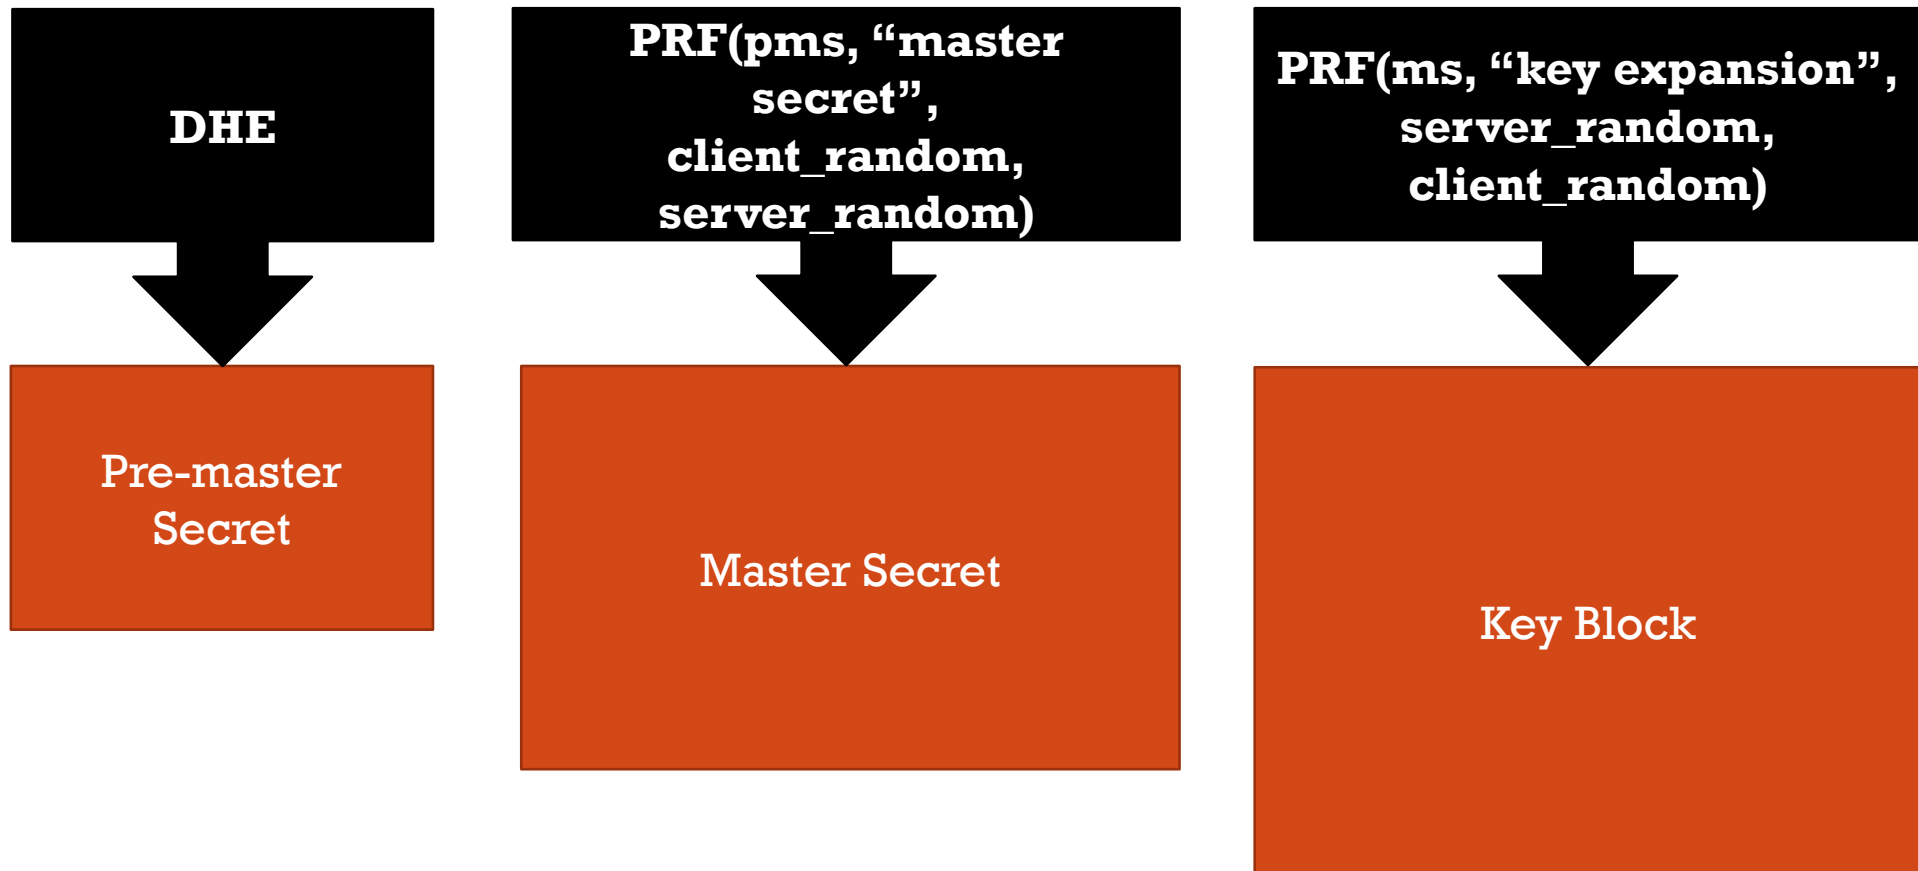 DHE
PRF(pms, “master
secret”,
client_random,
server_random)
PRF(ms, “key expansion”,
server_random,
client_random)
Pre-master
Secret
Master Secret
Key Block